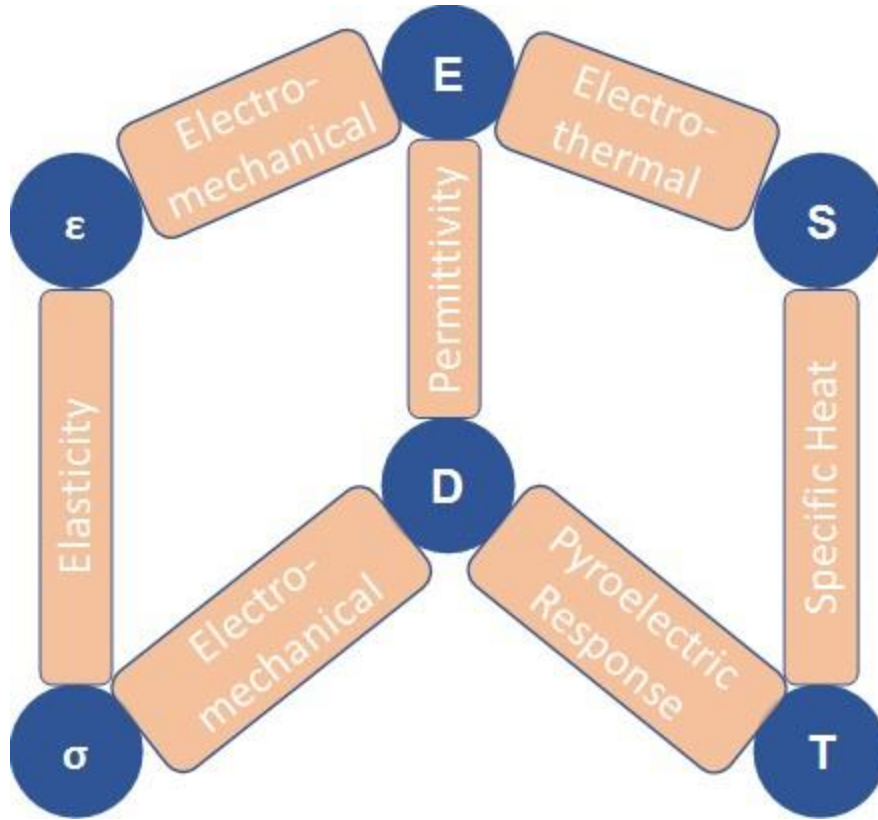 E
Electro-
mechanical
Electro-
thermal
ε
S
Permittivity
Elasticity
Specific Heat
D
Electro-
mechanical
Pyroelectric
Response
σ
T